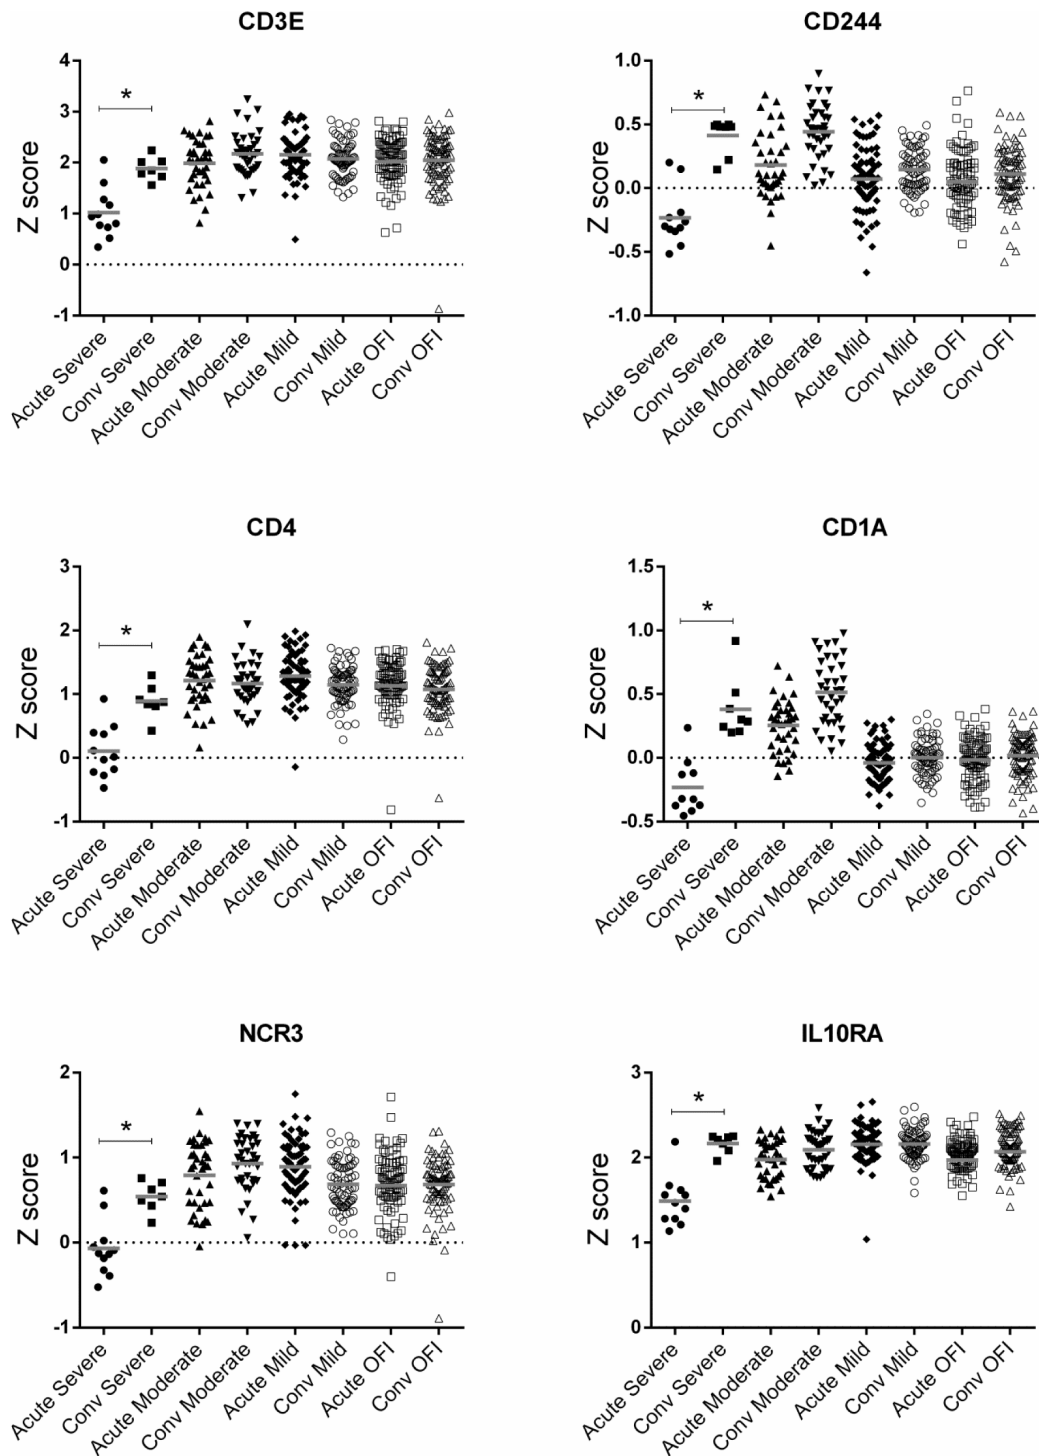 CD3E
Z score
4
3
2
1
0
-1
*
Acute Severe
Conv Severe
Acute Moderate
Conv Moderate
Acute Mild
Conv Mild
Acute OFI
Conv OFI
CD244
Z score
1.0
0.5
0.0
-0.5
-1.0
*
Acute Severe
Conv Severe
Acute Moderate
Conv Moderate
Acute Mild
Conv Mild
Acute OFI
Conv OFI
CD4
Z score
3
2
1
0
-1
*
Acute Severe
Conv Severe
Acute Moderate
Conv Moderate
Acute Mild
Conv Mild
Acute OFI
Conv OFI
CD1A
Z score
1.5
1.0
0.5
0.0
-0.5
*
Acute Severe
Conv Severe
Acute Moderate
Conv Moderate
Acute Mild
Conv Mild
Acute OFI
Conv OFI
NCR3
Z score
2
1
0
-1
*
Acute Severe
Conv Severe
Acute Moderate
Conv Moderate
Acute Mild
Conv Mild
Acute OFI
Conv OFI
IL10RA
Z score
3
2
1
0
*
Acute Severe
Conv Severe
Acute Moderate
Conv Moderate
Acute Mild
Conv Mild
Acute OFI
Conv OFI